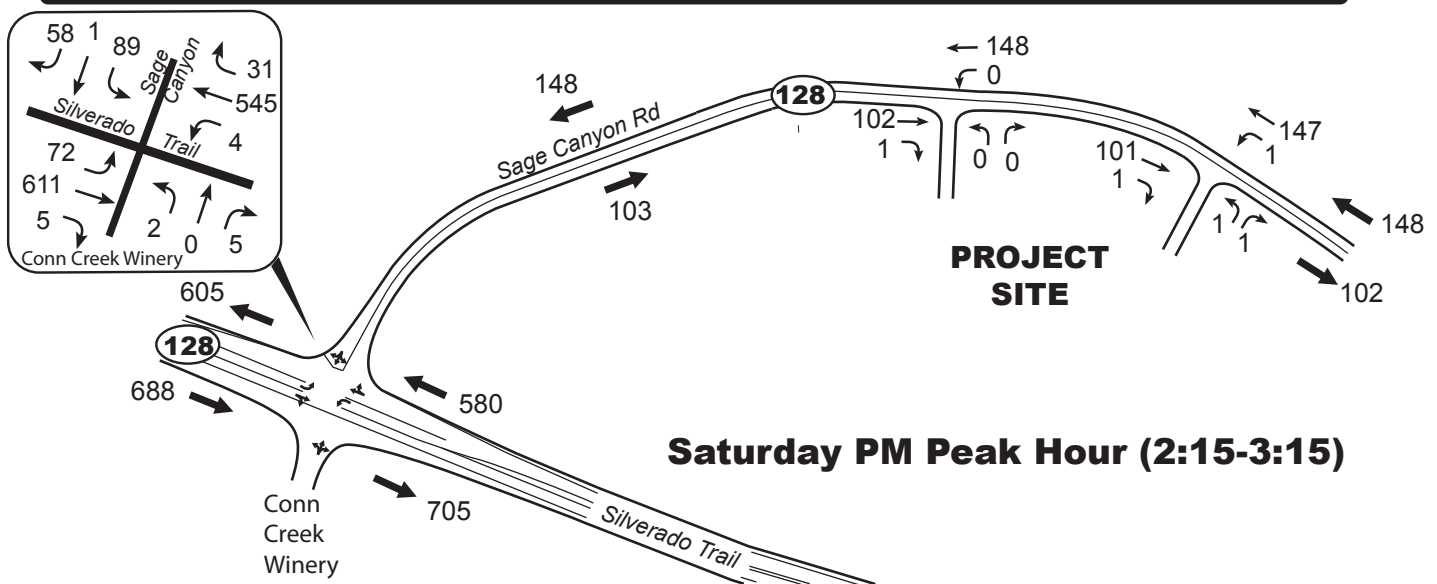 58 1 89
Sage
Canyon
31
545
Silverado
Trail
4
72
611
5
2
0
5
Conn Creek Winery
148
Sage Canyon Rd
103
128
148
0
102
1
0 0
101
1
147
1
1
1
148
102
PROJECT
SITE
605
128
688
580
705
Conn
Creek
Winery
Silverado Trail
Saturday PM Peak Hour (2:15-3:15)